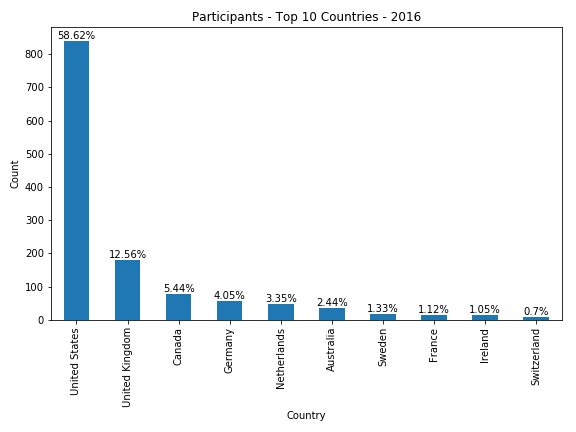 Participants - Top 10 Countries - 2016
58.62%
12.56%
5.44%
4.05%
3.35%
2.44%
1.33%
1.12%
1.05%
0.7%
800
700
600
500
400
300
200
100
0
Count
United States
United Kingdom
Canada
Germany
Netherlands
Australia
Sweden
France
Ireland
Switzerland
Country